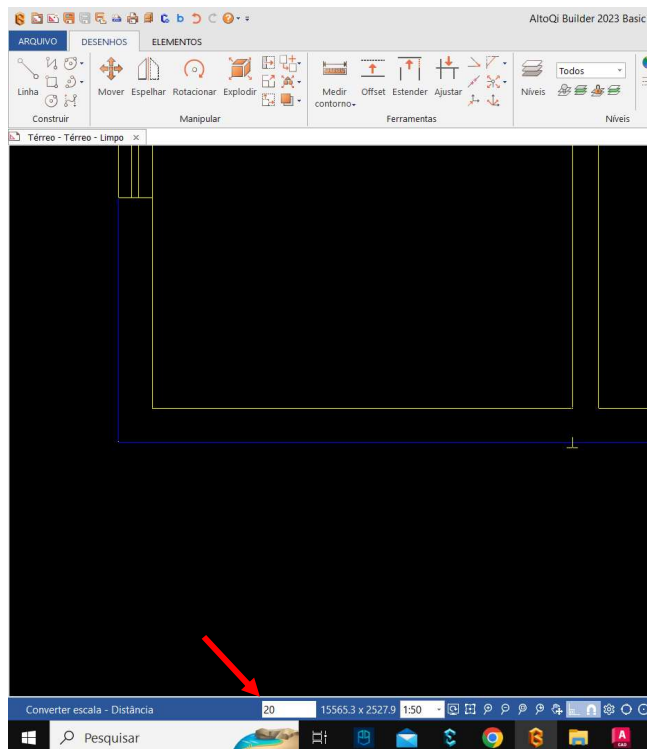 AltoQi Builder 2023 Basic
ARQUIVO DESENHOS ELEMENTOS
Linha Mover Espelhar Rotacionar Explodir Medir contorno Offset Estender Ajustar Níveis Todos
Construir Manipular Ferramentas Níveis
Térreo - Térreo - Limpo ×
Converter escala - Distância 20 15565.3 x 2527.9 1:50
Pesquisar
A
CAD